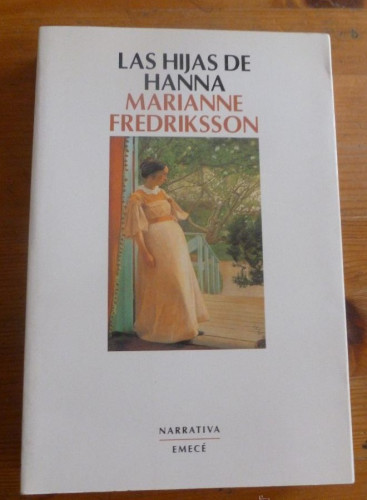 LAS HIJAS DE
HANNA
MARIANNE
FREDRIKSSON
NARRATIVA
EMECÉ